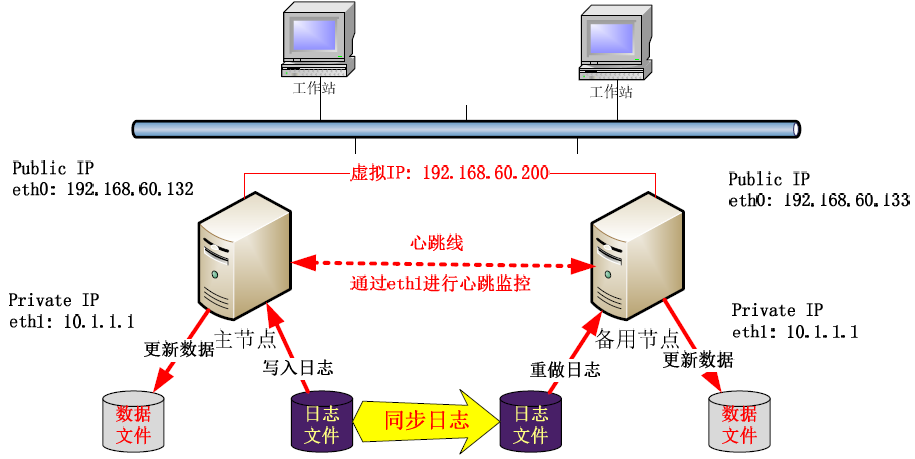 工作站
工作站
Public IP
eth0: 192.168.60.132
虚拟IP: 192.168.60.200
Public IP
eth0: 192.168.60.133
心跳线
通过eth1进行心跳监控
Private IP
eth1: 10.1.1.1
Private IP
eth1: 10.1.1.1
主节点
备用节点
更新数据
写入日志
重做日志
更新数据
数据
文件
日志
文件
同步日志
日志
文件
数据
文件